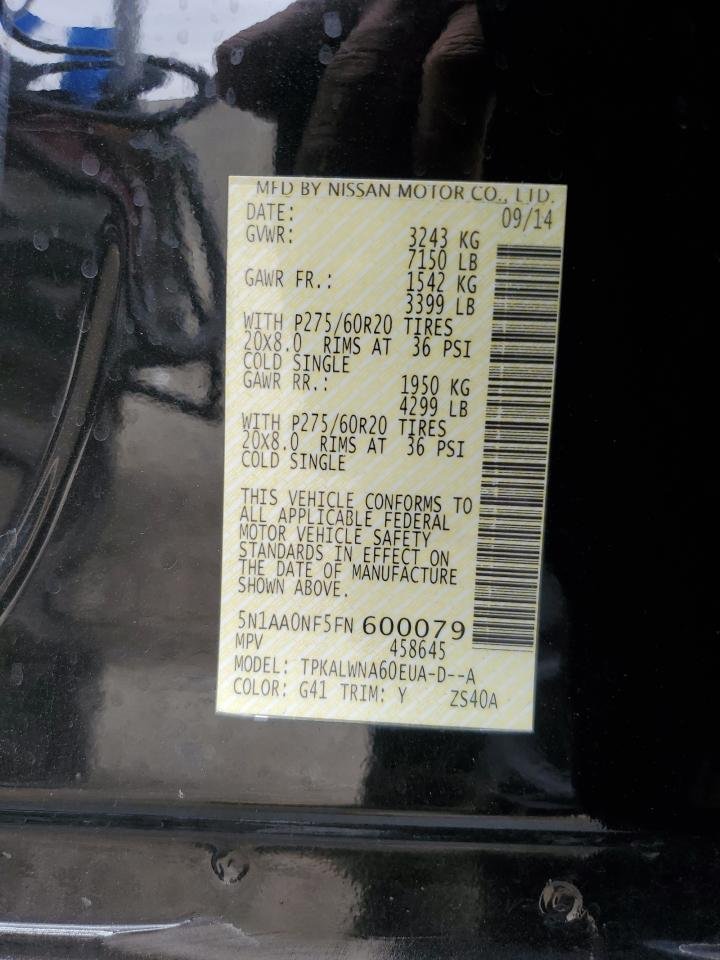 MFD BY NISSAN MOTOR CO., LTD.
DATE: 09/14
GVWR: 3243 KG
7150 LB
GAWR FR.: 1542 KG
3399 LB
WITH P275/60R20 TIRES
20X8.0 RIMS AT 36 PSI
COLD SINGLE
GAWR RR.: 1950 KG
4299 LB
WITH P275/60R20 TIRES
20X8.0 RIMS AT 36 PSI
COLD SINGLE
THIS VEHICLE CONFORMS TO
ALL APPLICABLE FEDERAL
MOTOR VEHICLE SAFETY
STANDARDS IN EFFECT ON
THE DATE OF MANUFACTURE
SHOWN ABOVE.
5N1AA0NF5FN 600079
MPV 458645
MODEL: TPKALWNA60EUA-D--A
COLOR: G41 TRIM: Y ZS40A